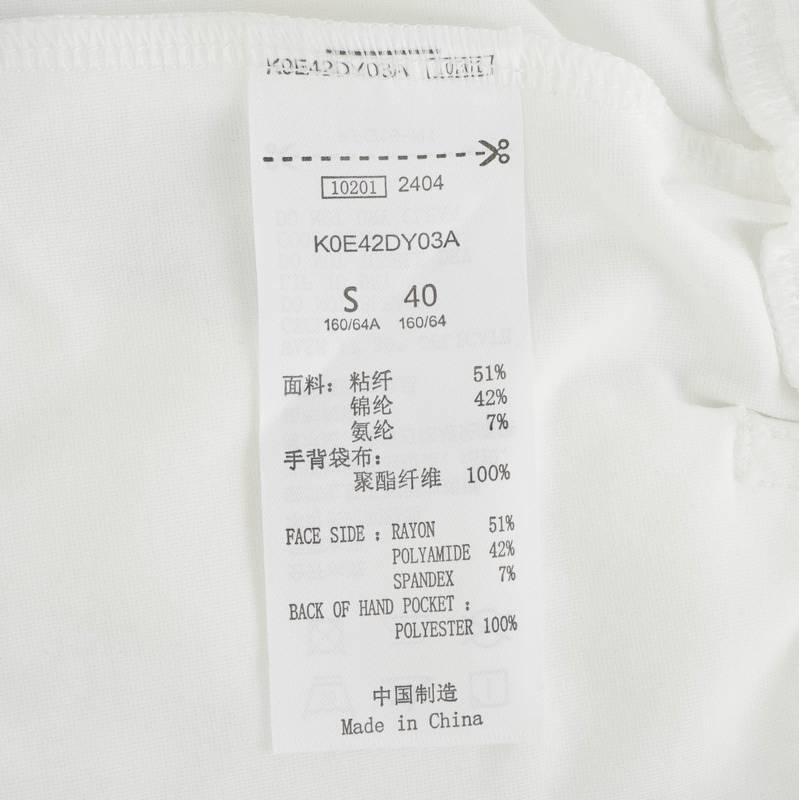 K0E42DY03A
10201 2404
K0E42DY03A
S 40
160/64A 160/64
面料：粘纤 51%
锦纶 42%
氨纶 7%
手背袋布：
聚酯纤维 100%
FACE SIDE : RAYON 51%
POLYAMIDE 42%
SPANDEX 7%
BACK OF HAND POCKET :
POLYESTER 100%
中国制造
Made in China